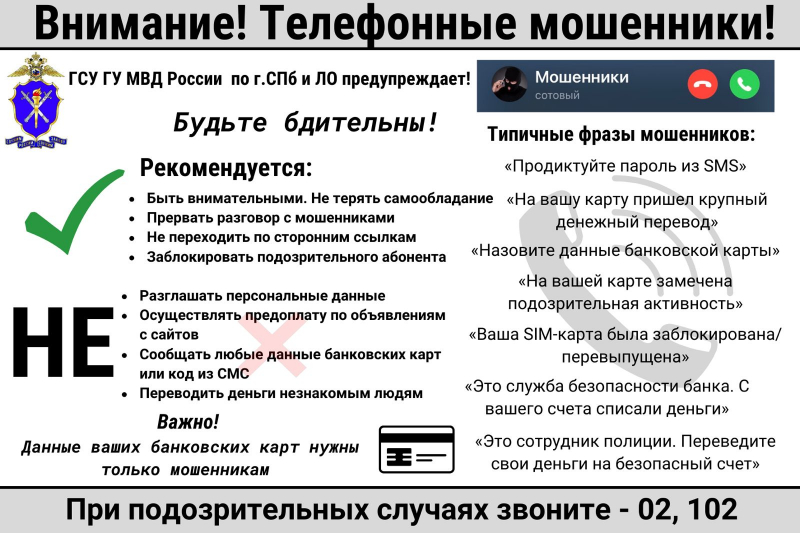 Внимание! Телефонные мошенники!
ГСУ ГУ МВД России по г.СПб и ЛО предупреждает!
Будьте бдительны!
Рекомендуется:
• Быть внимательными. Не терять самообладание
• Прервать разговор с мошенниками
• Не переходить по сторонним ссылкам
• Заблокировать подозрительного абонента
НЕ
• Разглашать персональные данные
• Осуществлять предоплату по объявлениям
с сайтов
• Сообщать любые данные банковских карт
или код из СМС
• Переводить деньги незнакомым людям
Важно!
Данные ваших банковских карт нужны
только мошенникам
Мошенники
сотовый
Типичные фразы мошенников:
«Продиктуйте пароль из SMS»
«На вашу карту пришел крупный
денежный перевод»
«Назовите данные банковской карты»
«На вашей карте замечена
подозрительная активность»
«Ваша SIM-карта была заблокирована/
перевыпущена»
«Это служба безопасности банка. С
вашего счета списали деньги»
«Это сотрудник полиции. Переведите
свои деньги на безопасный счет»
При подозрительных случаях звоните - 02, 102